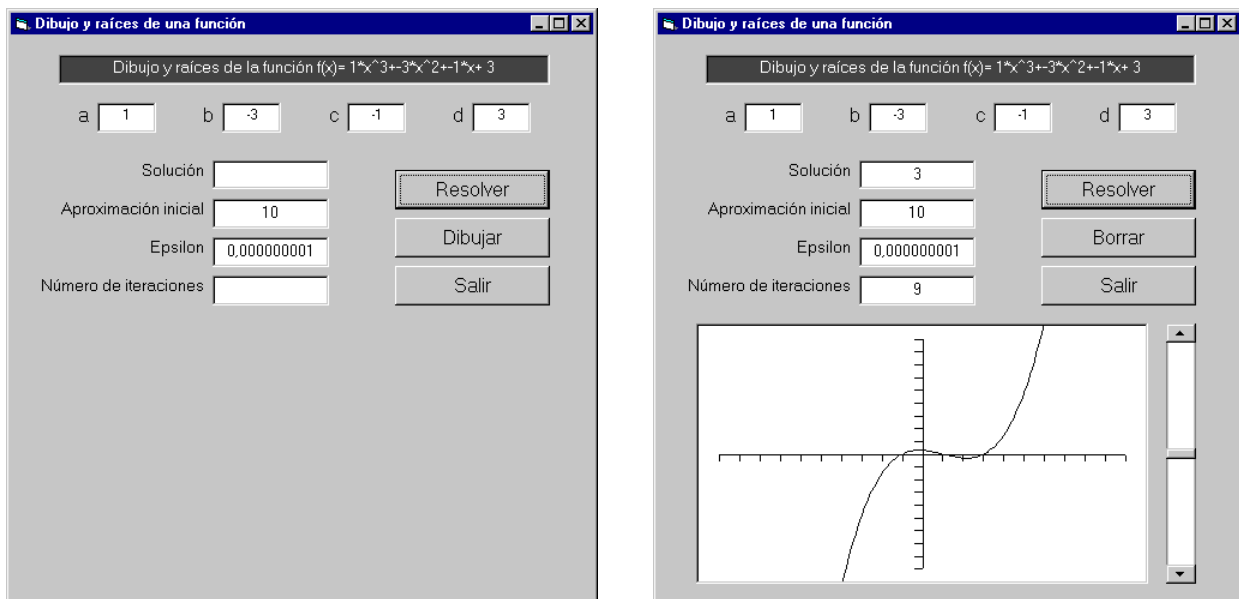 Dibujo y raíces de una función
Dibujo y raíces de la función f(x)= 1*x^3+-3*x^2+-1*x+ 3
a 1 b -3 c -1 d 3
Solución
Resolver
Aproximación inicial 10
Dibujar
Epsilon 0,000000001
Número de iteraciones
Salir
Dibujo y raíces de una función
Dibujo y raíces de la función f(x)= 1*x^3+-3*x^2+-1*x+ 3
a 1 b -3 c -1 d 3
Solución 3
Resolver
Aproximación inicial 10
Borrar
Epsilon 0,000000001
Número de iteraciones 9
Salir